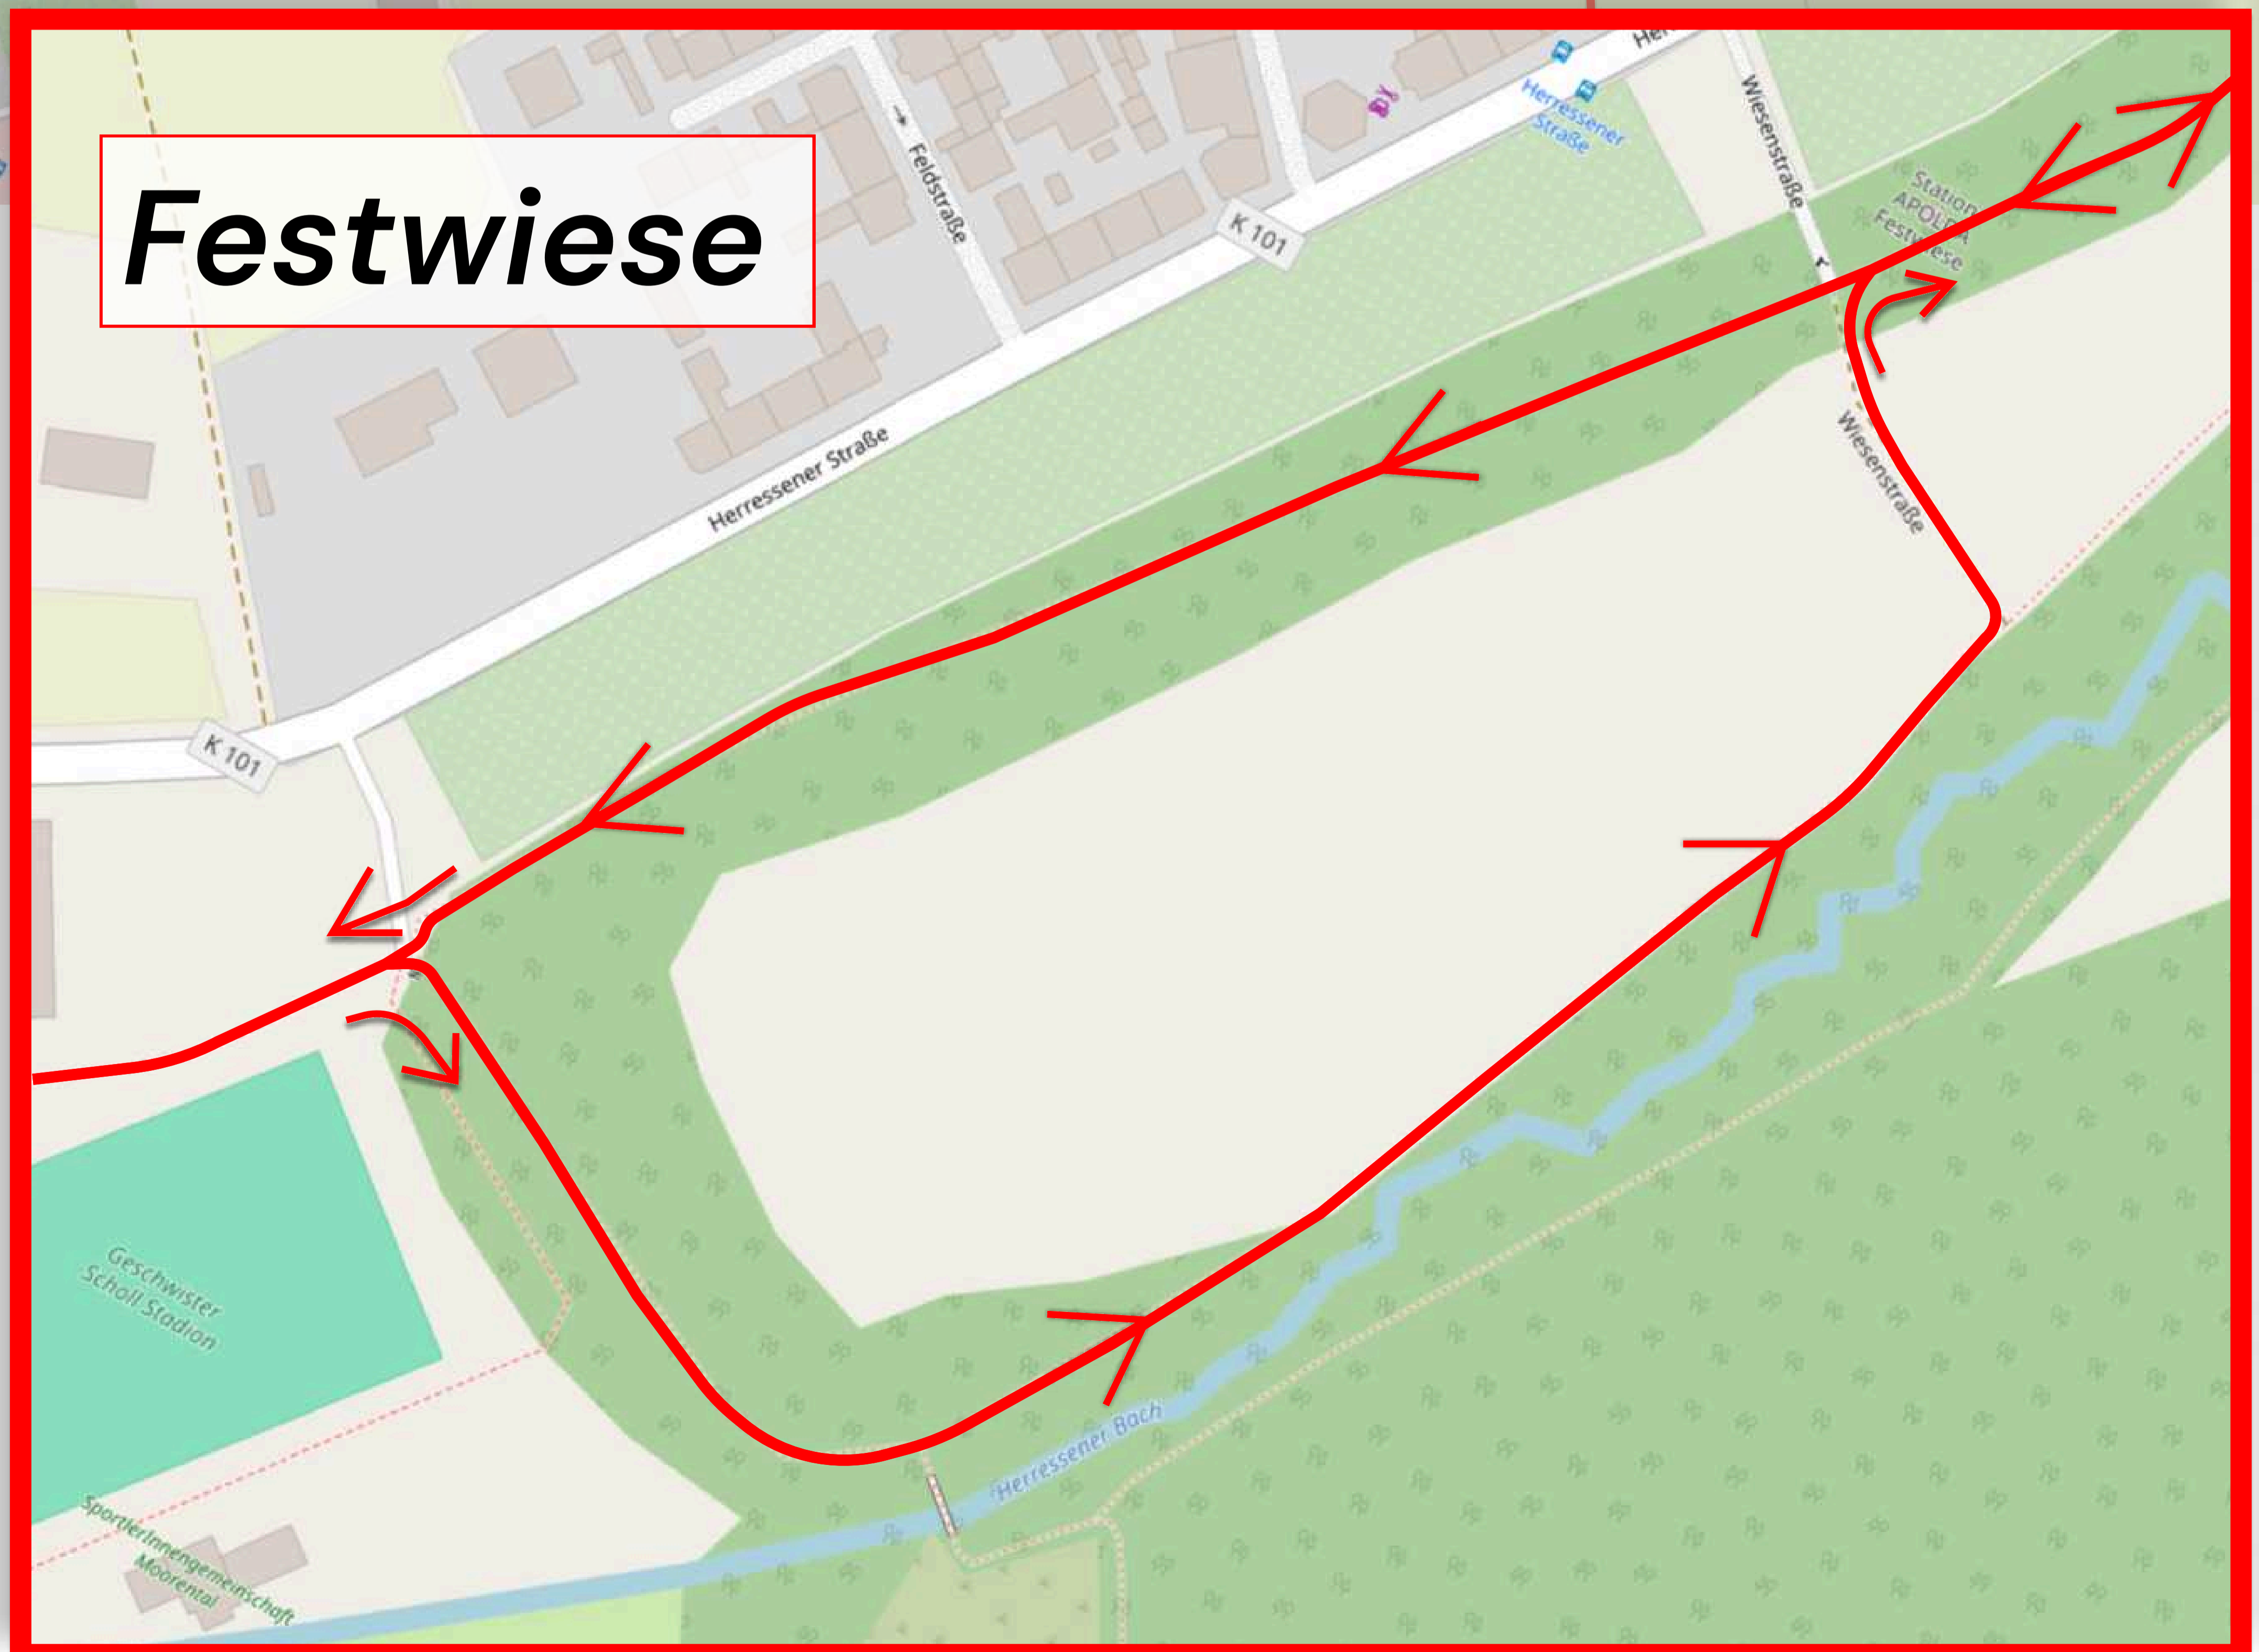 Festwiese
Her
Herressener
Straße
Wiesenstraße
Feldstraße
K 101
Station
APOLDA
Festwiese
Wiesenstraße
Herressener Straße
K 101
Geschwister
Scholl Stadion
Herressener Bach
SportlerInnengemeinschaft
Moorental